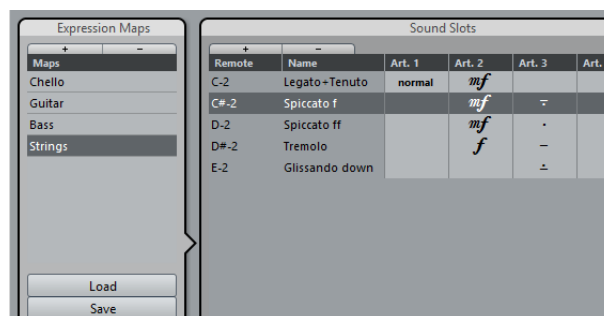 Expression Maps
+ −
Maps
Chello
Guitar
Bass
Strings
Load
Save
Sound Slots
+ −
Remote Name Art. 1 Art. 2 Art. 3 Art.
C-2 Legato+Tenuto normal mf
C#-2 Spiccato f mf
D-2 Spiccato ff mf
D#-2 Tremolo f
E-2 Glissando down